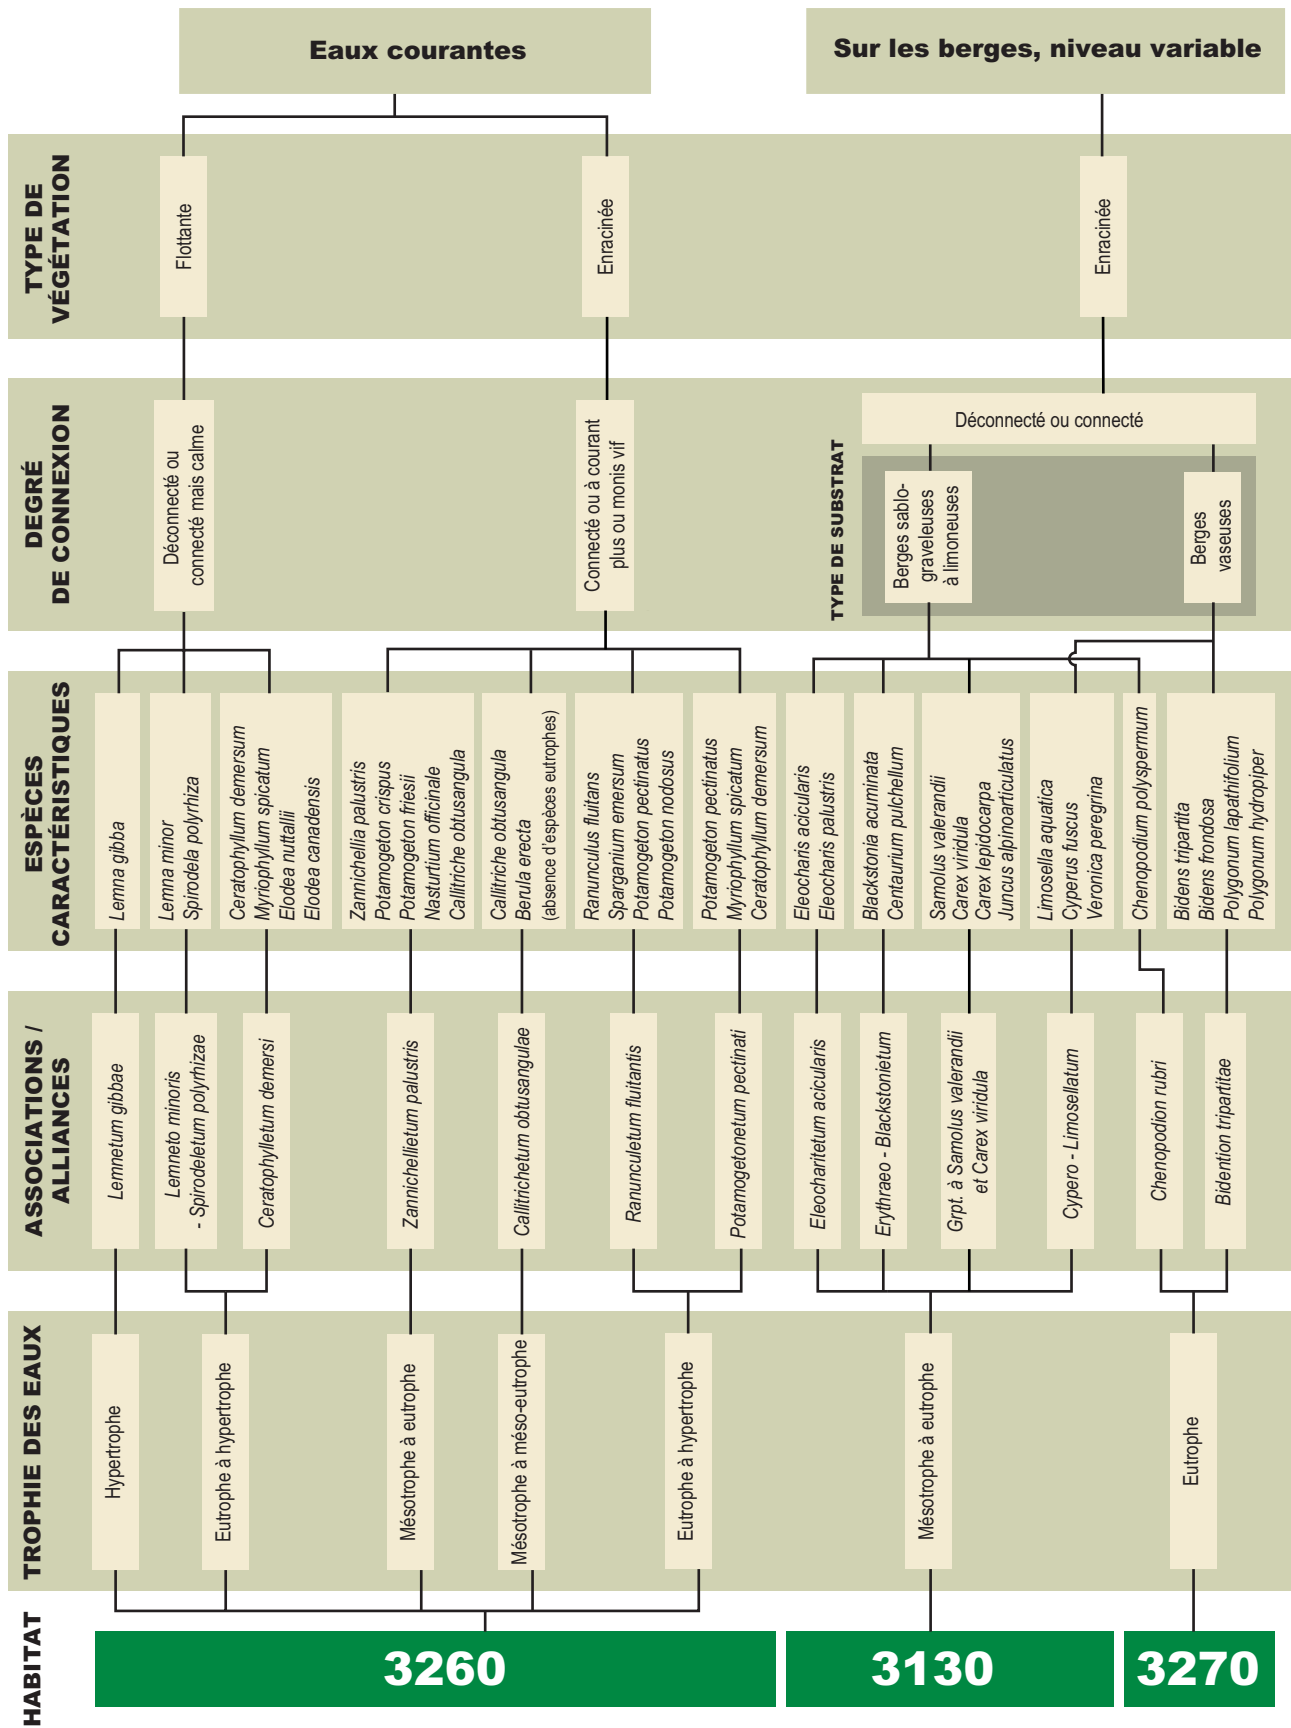 Eaux courantes
Sur les berges, niveau variable
TYPE DE
VÉGÉTATION
Flottante
Enracinée
Enracinée
DEGRÉ
DE CONNEXION
Déconnecté ou
connecté mais calme
Connecté ou à courant
plus ou monis vif
Déconnecté ou connecté
TYPE DE SUBSTRAT
Berges sablo-
graveleuses
à limoneuses
Berges
vaseuses
ESPÈCES
CARACTÉRISTIQUES
Lemna gibba
Lemna minor
Spirodela polyrhiza
Ceratophyllum demersum
Myriophyllum spicatum
Elodea nuttallii
Elodea canadensis
Zannichellia palustris
Potamogeton crispus
Potamogeton friesii
Nasturtium officinale
Callitriche obtusangula
Callitriche obtusangula
Berula erecta
(absence d'espèces eutrophes)
Ranunculus fluitans
Sparganium emersum
Potamogeton pectinatus
Potamogeton nodosus
Potamogeton pectinatus
Myriophyllum spicatum
Ceratophyllum demersum
Eleocharis acicularis
Eleocharis palustris
Blackstonia acuminata
Centaurium pulchellum
Samolus valerandii
Carex viridula
Carex lepidocarpa
Juncus alpinoarticulatus
Limosella aquatica
Cyperus fuscus
Veronica peregrina
Chenopodium polyspermum
Bidens tripartita
Bidens frondosa
Polygonum lapathifolium
Polygonum hydropiper
ASSOCIATIONS /
ALLIANCES
Lemnetum gibbae
Lemneto minoris
- Spirodeletum polyrhizae
Ceratophylletum demersi
Zannichellietum palustris
Callitrichetum obtusangulae
Ranunculetum fluitantis
Potamogetonetum pectinati
Eleocharitetum acicularis
Erythraeo - Blackstonietum
Grpt. à Samolus valerandii
et Carex viridula
Cypero - Limosellatum
Chenopodion rubri
Bidention tripartitae
TROPHIE DES EAUX
Hypertrophe
Eutrophe à hypertrophe
Mésotrophe à eutrophe
Mésotrophe à méso-eutrophe
Eutrophe à hypertrophe
Mésotrophe à eutrophe
Eutrophe
HABITAT
3260
3130
3270